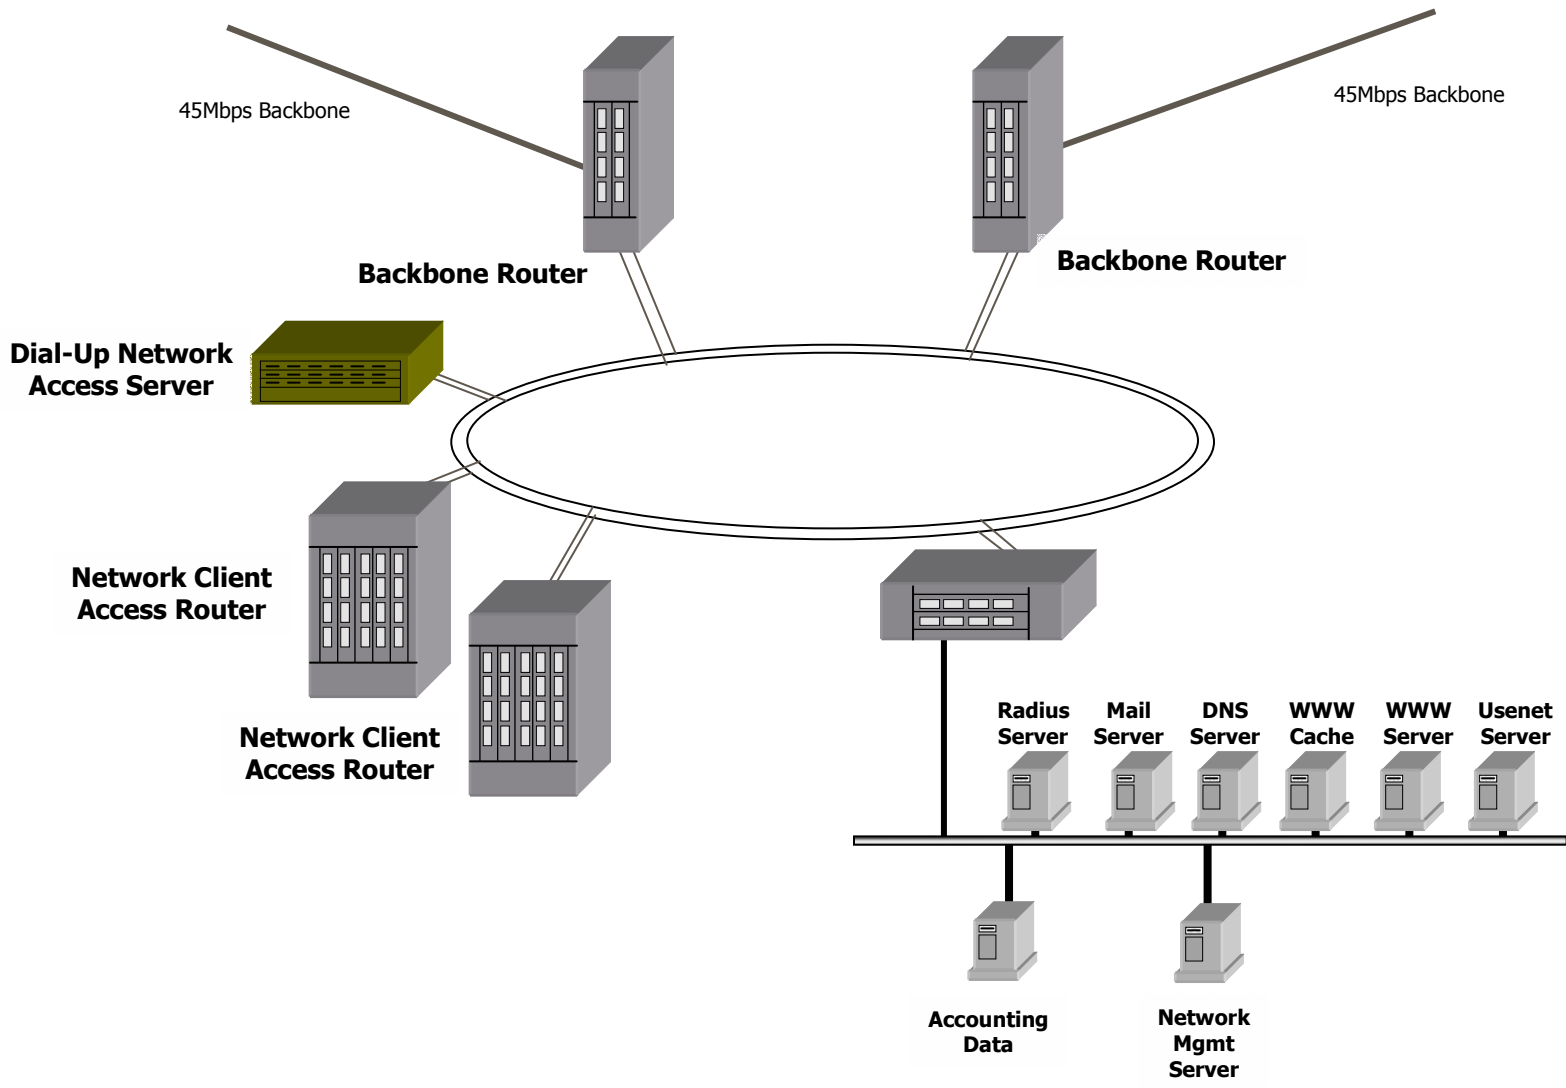 45Mbps Backbone
45Mbps Backbone
Backbone Router
Backbone Router
Dial-Up Network
Access Server
Network Client
Access Router
Network Client
Access Router
Radius
Server
Mail
Server
DNS
Server
WWW
Cache
WWW
Server
Usenet
Server
Accounting
Data
Network
Mgmt
Server